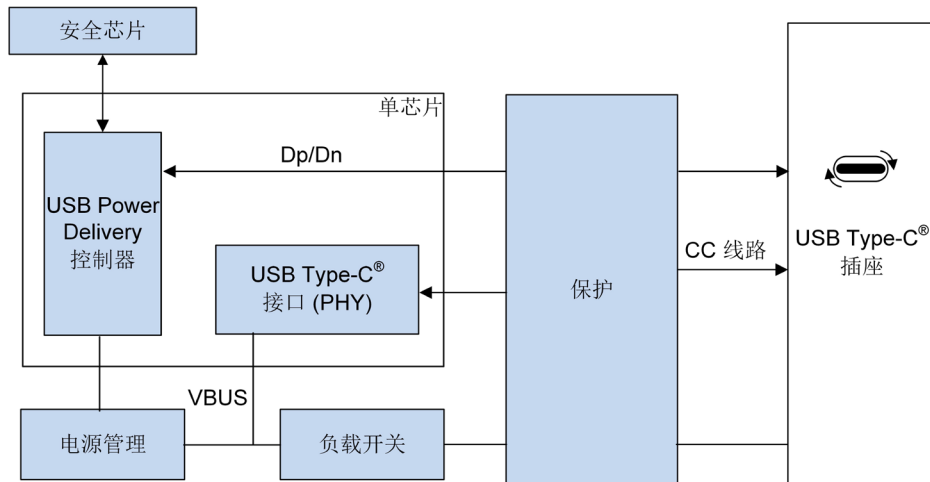 安全芯片
单芯片
Dp/Dn
USB Power
Delivery
控制器
USB Type-C®
接口 (PHY)
保护
CC 线路
USB Type-C®
插座
VBUS
电源管理
负载开关